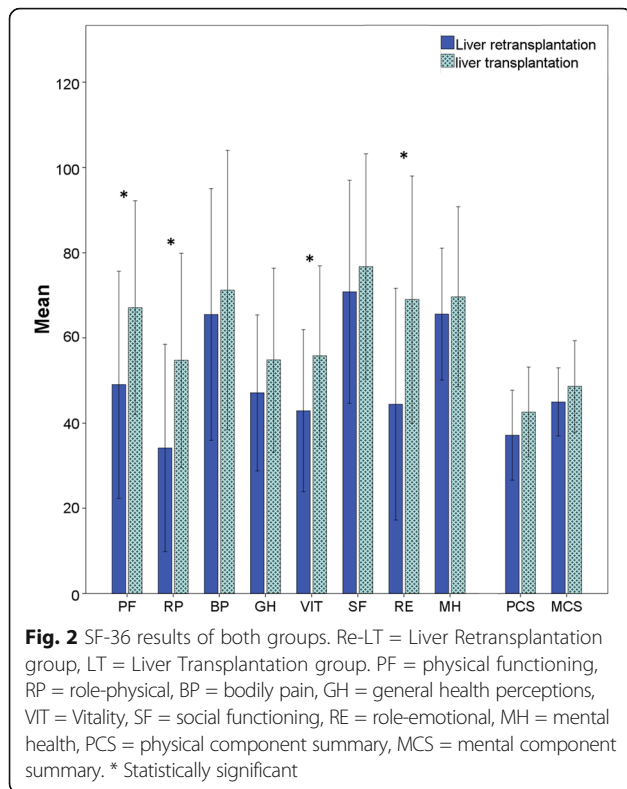 Liver retransplantation
liver transplantation
120
100
80
60
40
20
0
Mean
* * * *
PF RP BP GH VIT SF RE MH PCS MCS
Fig. 2 SF-36 results of both groups. Re-LT = Liver Retransplantation
group, LT = Liver Transplantation group. PF = physical functioning,
RP = role-physical, BP = bodily pain, GH = general health perceptions,
VIT = Vitality, SF = social functioning, RE = role-emotional, MH = mental
health, PCS = physical component summary, MCS = mental component
summary. * Statistically significant